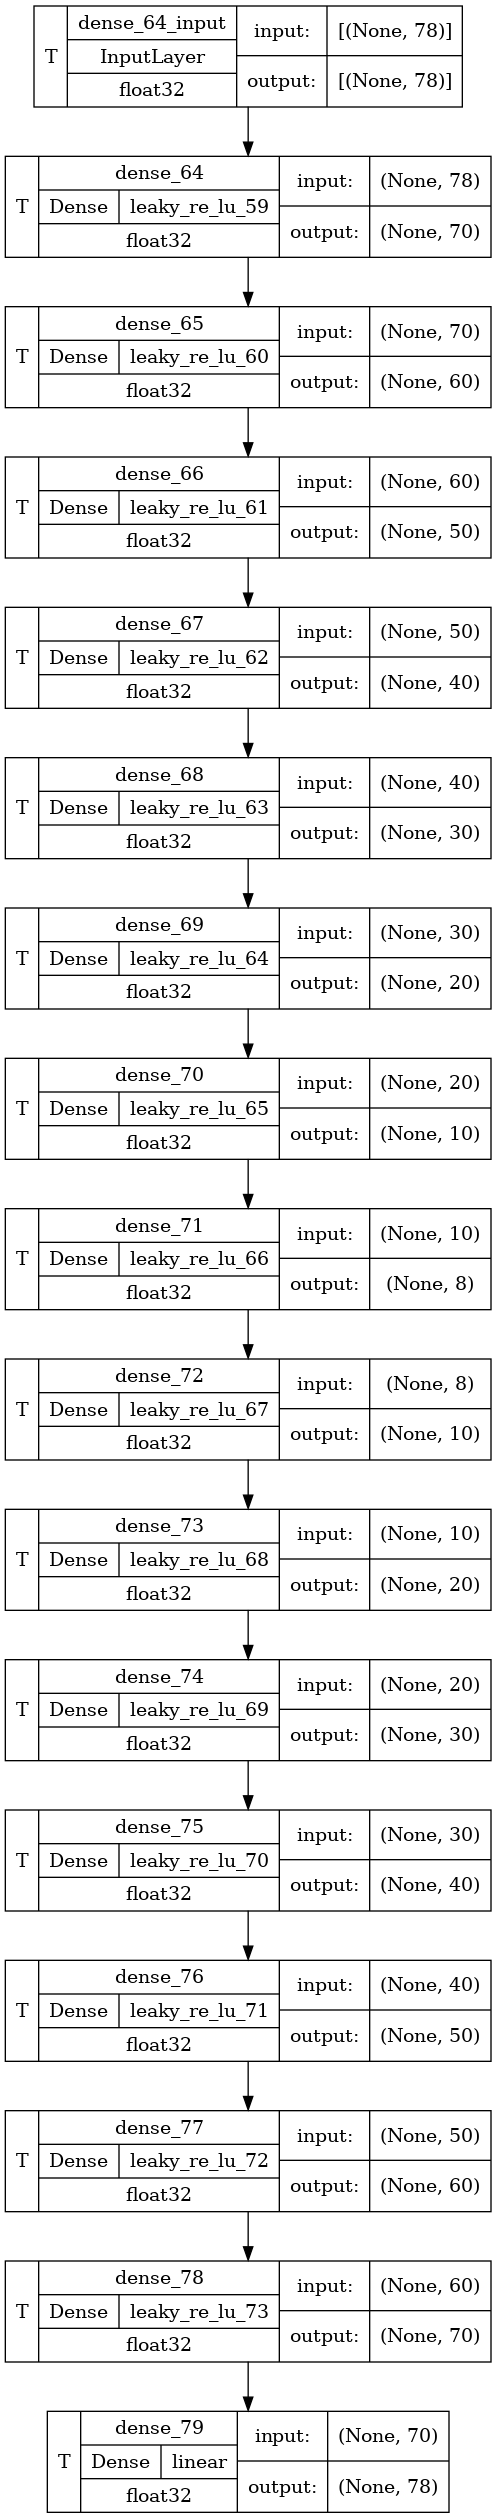 dense_64_input input: [(None, 78)]
T InputLayer
float32 output: [(None, 78)]
dense_64 input: (None, 78)
T Dense leaky_re_lu_59
float32 output: (None, 70)
dense_65 input: (None, 70)
T Dense leaky_re_lu_60
float32 output: (None, 60)
dense_66 input: (None, 60)
T Dense leaky_re_lu_61
float32 output: (None, 50)
dense_67 input: (None, 50)
T Dense leaky_re_lu_62
float32 output: (None, 40)
dense_68 input: (None, 40)
T Dense leaky_re_lu_63
float32 output: (None, 30)
dense_69 input: (None, 30)
T Dense leaky_re_lu_64
float32 output: (None, 20)
dense_70 input: (None, 20)
T Dense leaky_re_lu_65
float32 output: (None, 10)
dense_71 input: (None, 10)
T Dense leaky_re_lu_66
float32 output: (None, 8)
dense_72 input: (None, 8)
T Dense leaky_re_lu_67
float32 output: (None, 10)
dense_73 input: (None, 10)
T Dense leaky_re_lu_68
float32 output: (None, 20)
dense_74 input: (None, 20)
T Dense leaky_re_lu_69
float32 output: (None, 30)
dense_75 input: (None, 30)
T Dense leaky_re_lu_70
float32 output: (None, 40)
dense_76 input: (None, 40)
T Dense leaky_re_lu_71
float32 output: (None, 50)
dense_77 input: (None, 50)
T Dense leaky_re_lu_72
float32 output: (None, 60)
dense_78 input: (None, 60)
T Dense leaky_re_lu_73
float32 output: (None, 70)
dense_79 input: (None, 70)
T Dense linear
float32 output: (None, 78)